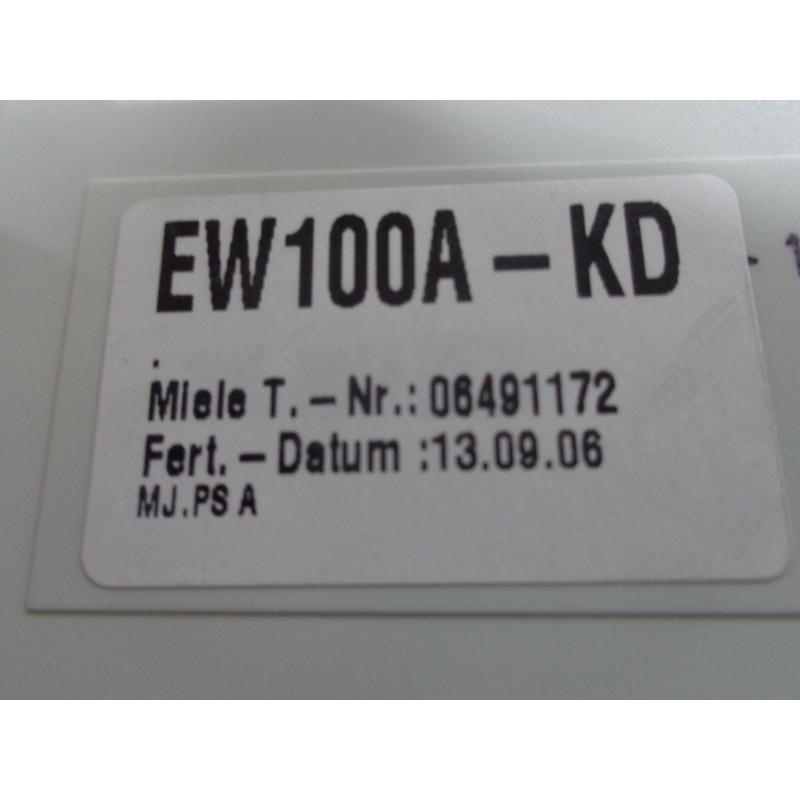 EW100A-KD
.
Miele T.-Nr.: 06491172
Fert.-Datum :13.09.06
MJ.PS A